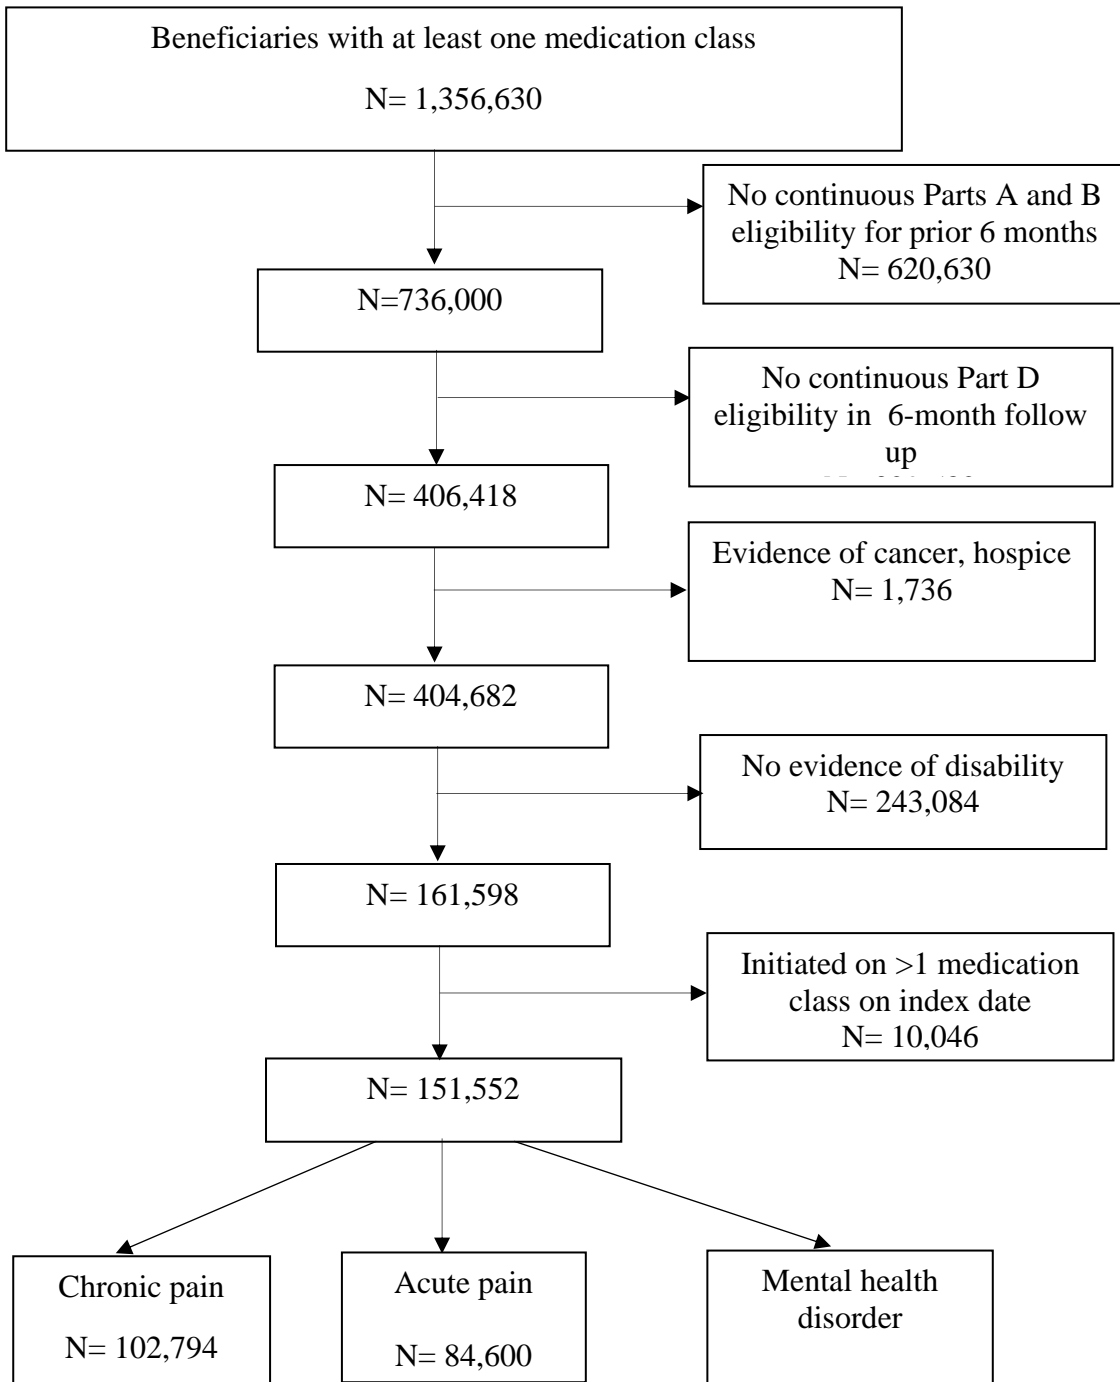 Beneficiaries with at least one medication class
N= 1,356,630
No continuous Parts A and B
eligibility for prior 6 months
N= 620,630
N=736,000
No continuous Part D
eligibility in 6-month follow
up
N= 406,418
Evidence of cancer, hospice
N= 1,736
N= 404,682
No evidence of disability
N= 243,084
N= 161,598
Initiated on >1 medication
class on index date
N= 10,046
N= 151,552
Chronic pain
N= 102,794
Acute pain
N= 84,600
Mental health
disorder